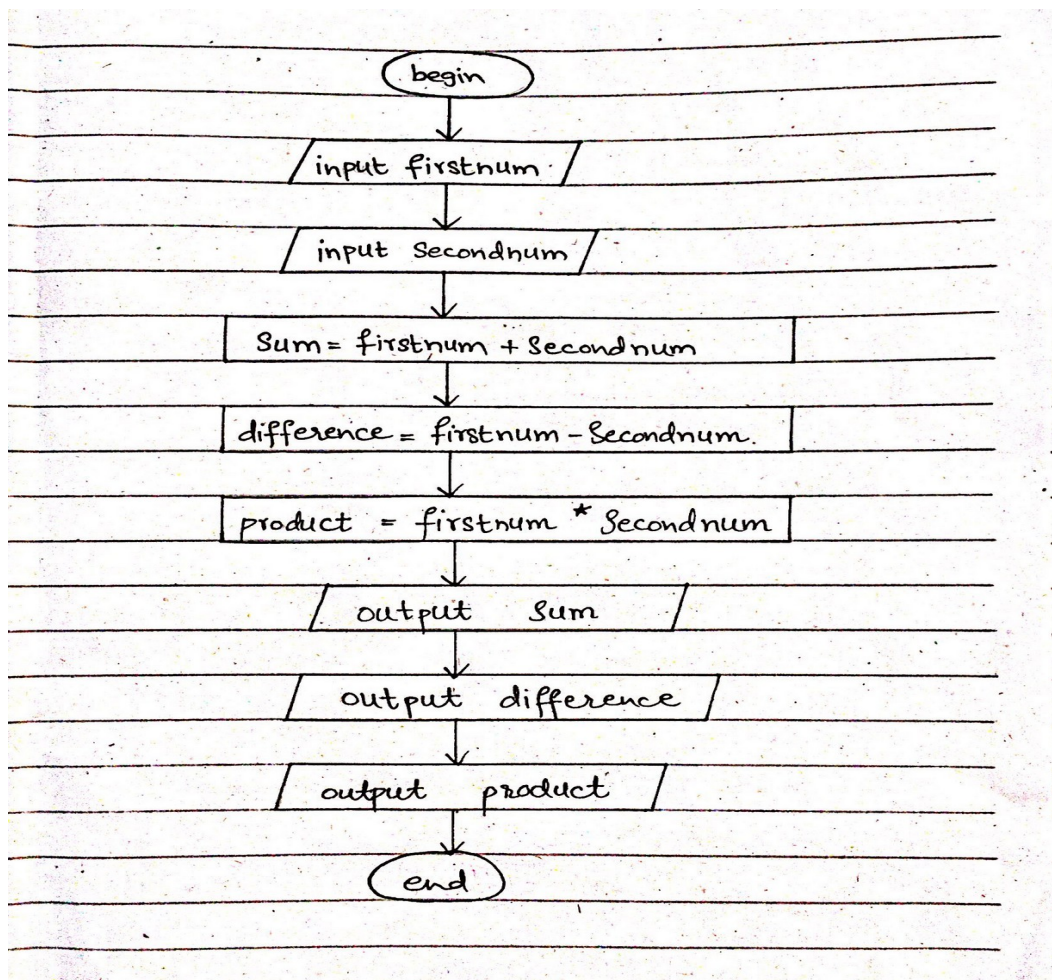 begin
input firstnum
input Secondnum
Sum = firstnum + Secondnum
difference = firstnum - Secondnum.
product = firstnum * Secondnum
output Sum
output difference
output product
end